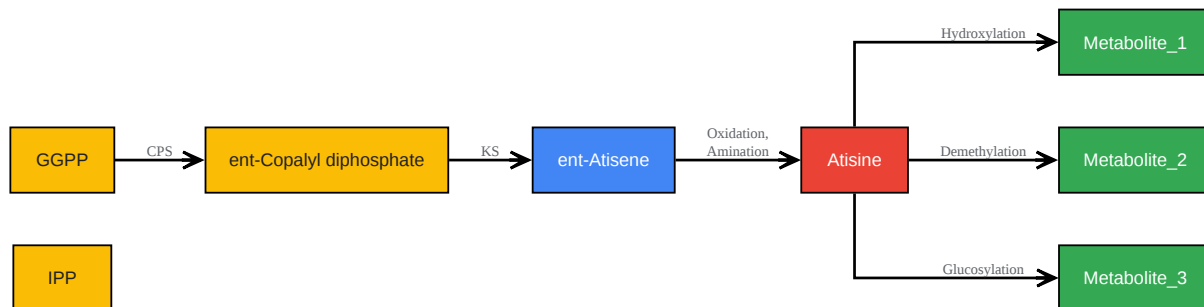 Hydroxylation
Metabolite_1
GGPP
CPS
ent-Copalyl diphosphate
KS
ent-Atisene
Oxidation,
Amination
Atisine
Demethylation
Metabolite_2
IPP
Glucosylation
Metabolite_3